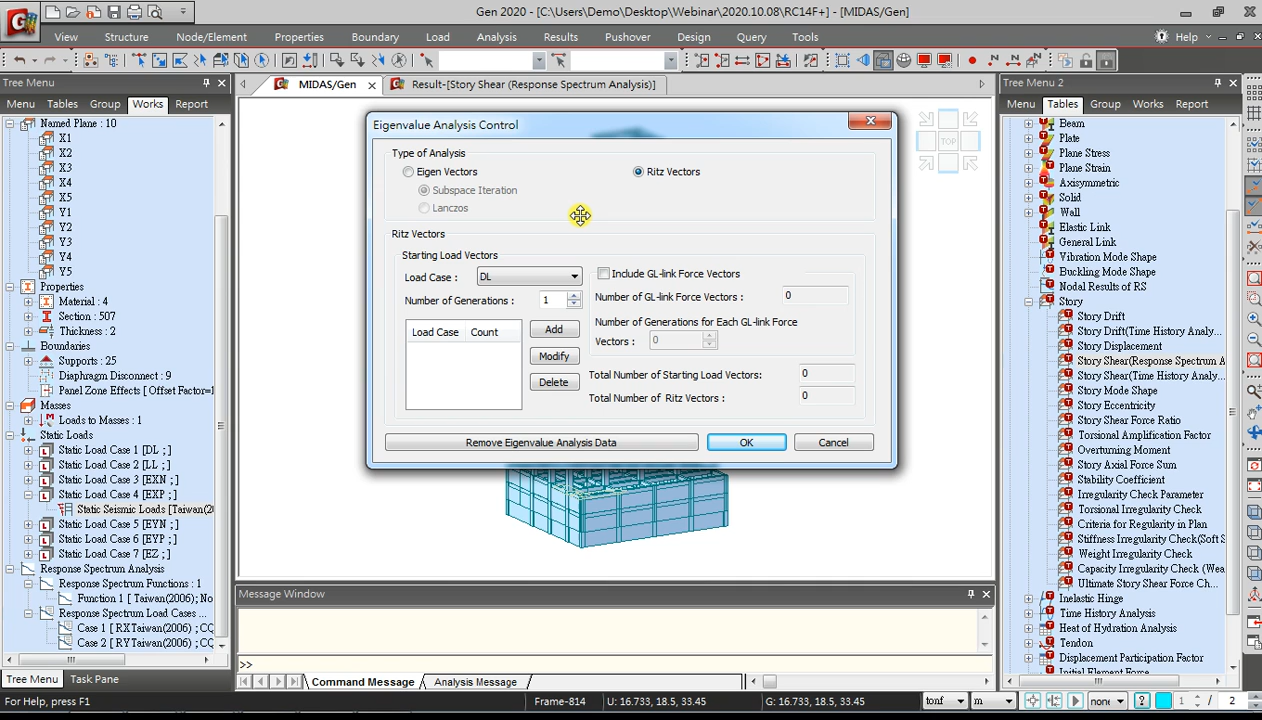 Gen 2020 - [C:\Users\Demo\Desktop\Webinar\2020.10.08\RC14F+] - [MIDAS/Gen]
View Structure Node/Element Properties Boundary Load Analysis Results Pushover Design Query Tools Help
Tree Menu
Menu Tables Group Works Report
Named Plane : 10
X1
X2
X3
X4
X5
Y1
Y2
Y3
Y4
Y5
Properties
Material : 4
Section : 507
Thickness : 2
Boundaries
Supports : 25
Diaphragm Disconnect : 9
Panel Zone Effects [ Offset Factor=1
Masses
Loads to Masses : 1
Static Loads
Static Load Case 1 [DL ; ]
Static Load Case 2 [LL ; ]
Static Load Case 3 [EXN ; ]
Static Load Case 4 [EXP ; ]
Static Seismic Loads [Taiwan(20
Static Load Case 5 [EYN ; ]
Static Load Case 6 [EYP ; ]
Static Load Case 7 [EZ ; ]
Response Spectrum Analysis
Response Spectrum Functions : 1
Function 1 [ Taiwan(2006); No
Response Spectrum Load Cases ...
Case 1 [ RXTaiwan(2006) ; CQ
Case 2 [ RYTaiwan(2006) ; CQ
Tree Menu Task Pane
MIDAS/Gen
Result-[Story Shear (Response Spectrum Analysis)]
TOP
Eigenvalue Analysis Control
Type of Analysis
Eigen Vectors Ritz Vectors
Subspace Iteration
Lanczos
Ritz Vectors
Starting Load Vectors
Load Case : DL
Number of Generations : 1
Load Case Count
Add
Modify
Delete
Include GL-link Force Vectors
Number of GL-link Force Vectors : 0
Number of Generations for Each GL-link Force
Vectors : 0
Total Number of Starting Load Vectors: 0
Total Number of Ritz Vectors : 0
Remove Eigenvalue Analysis Data OK Cancel
Message Window
>>
Command Message Analysis Message
Tree Menu 2
Menu Tables Group Works Report
Beam
Plate
Plane Stress
Plane Strain
Axisymmetric
Solid
Wall
Elastic Link
General Link
Vibration Mode Shape
Buckling Mode Shape
Nodal Results of RS
Story
Story Drift
Story Drift(Time History Analy...
Story Displacement
Story Shear(Response Spectrum A
Story Shear(Time History Analy...
Story Mode Shape
Story Eccentricity
Story Shear Force Ratio
Torsional Amplification Factor
Overturning Moment
Story Axial Force Sum
Stability Coefficient
Irregularity Check Parameter
Torsional Irregularity Check
Criteria for Regularity in Plan
Stiffness Irregularity Check(Soft S
Weight Irregularity Check
Capacity Irregularity Check (Wea
Ultimate Story Shear Force Ch...
Inelastic Hinge
Time History Analysis
Heat of Hydration Analysis
Tendon
Displacement Participation Factor
Initial Element Force
For Help, press F1
Frame-814
U: 16.733, 18.5, 33.45
G: 16.733, 18.5, 33.45
tonf m none ? 1 / 2